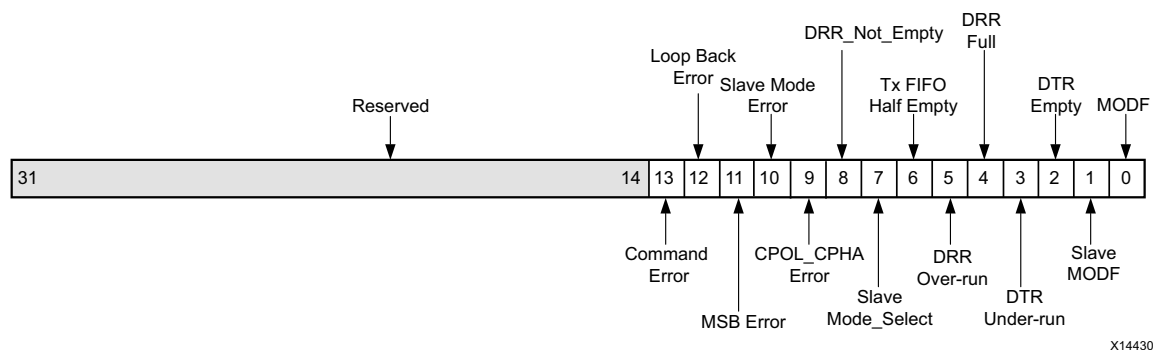 DRR
Full
DRR_Not_Empty
Loop Back
Error
Slave Mode
Error
Tx FIFO
Half Empty
DTR
Empty
MODF
Reserved
31 14 13 12 11 10 9 8 7 6 5 4 3 2 1 0
Command
Error
CPOL_CPHA
Error
DRR
Over-run
Slave
MODF
MSB Error
Slave
Mode_Select
DTR
Under-run
X14430